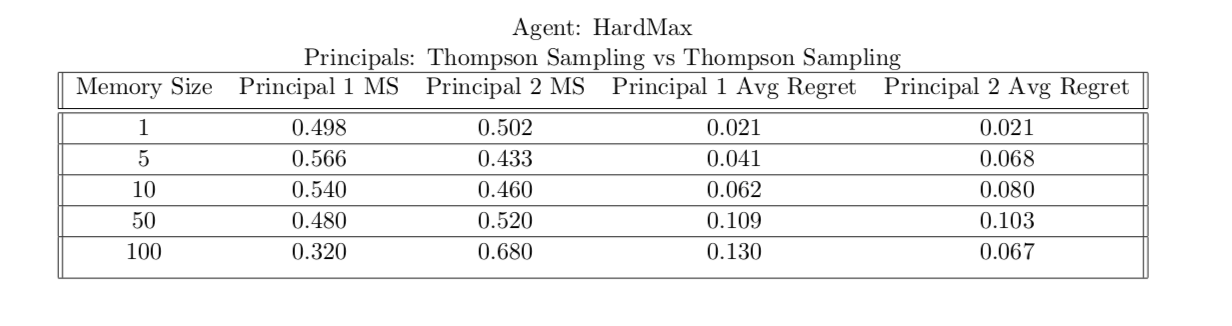 Agent: HardMax
Principals: Thompson Sampling vs Thompson Sampling
Memory Size Principal 1 MS Principal 2 MS Principal 1 Avg Regret Principal 2 Avg Regret
1 0.498 0.502 0.021 0.021
5 0.566 0.433 0.041 0.068
10 0.540 0.460 0.062 0.080
50 0.480 0.520 0.109 0.103
100 0.320 0.680 0.130 0.067